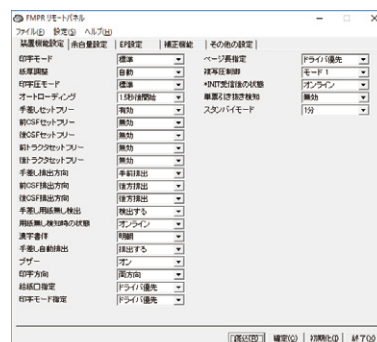 FMPR リモートパネル
ファイル(F) 設定(S) ヘルプ(H)
装置機能設定 余白量設定 EP設定 補正機能 その他の設定
印字モード 標準 ページ長指定 ドライバ優先
紙厚調整 自動 複写圧制御 モード1
印字圧モード 標準 *INIT受信後の状態 オンライン
オートローディング 1.5秒後開始 単票引き抜き検知 無効
手差しセットフリー 有効 スタンバイモード 1分
前CSFセットフリー 無効
後CSFセットフリー 無効
前トラクタセットフリー 無効
後トラクタセットフリー 無効
手差し排出方向 手前排出
前CSF排出方向 後方排出
後CSF排出方向 後方排出
手差し用紙無し検出 検出する
用紙無し検知時の状態 オンライン
漢字書体 明朝
手差し自動排出 排出する
ブザー オン
印字方向 両方向
給紙口指定 ドライバ優先
印字モード指定 ドライバ優先
確定(O) 初期化(I) 終了(X)